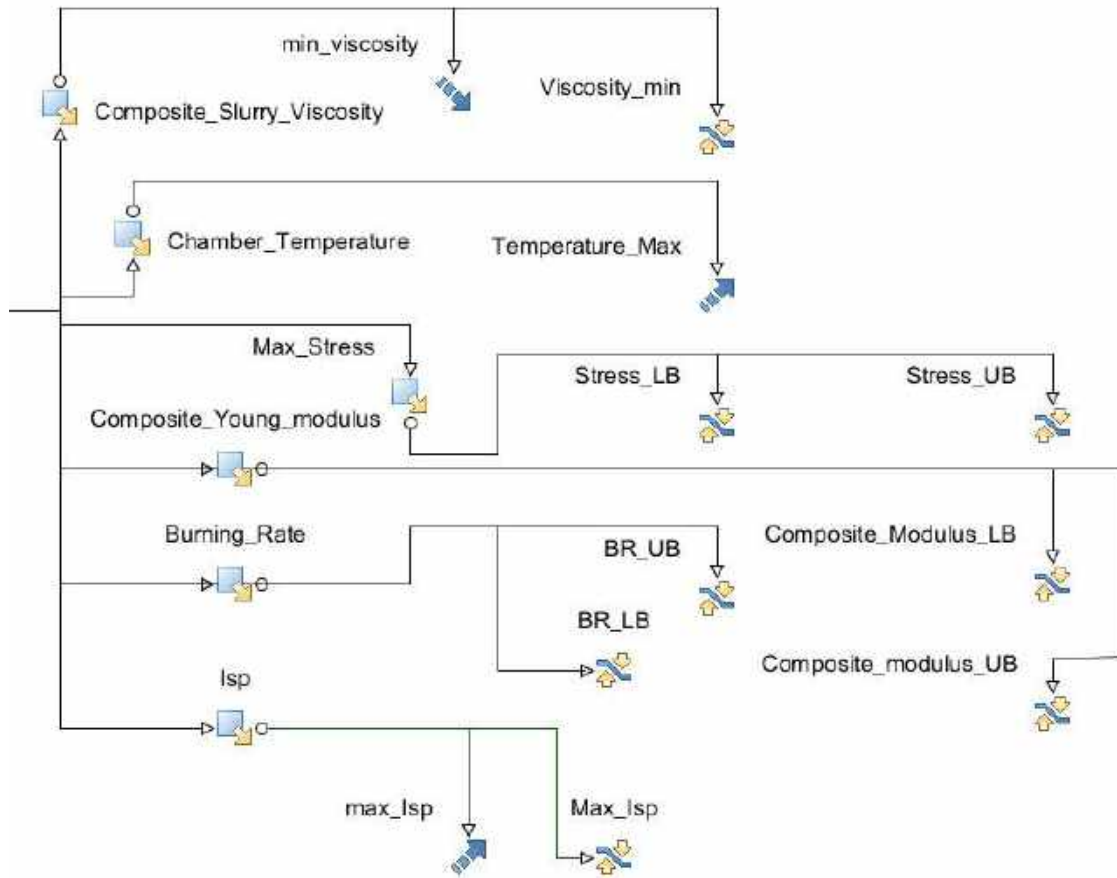 min_viscosity
Viscosity_min
Composite_Slurry_Viscosity
Chamber_Temperature
Temperature_Max
Max_Stress
Stress_LB
Stress_UB
Composite_Young_modulus
Burning_Rate
BR_UB
Composite_Modulus_LB
BR_LB
Composite_modulus_UB
Isp
max_Isp
Max_Isp